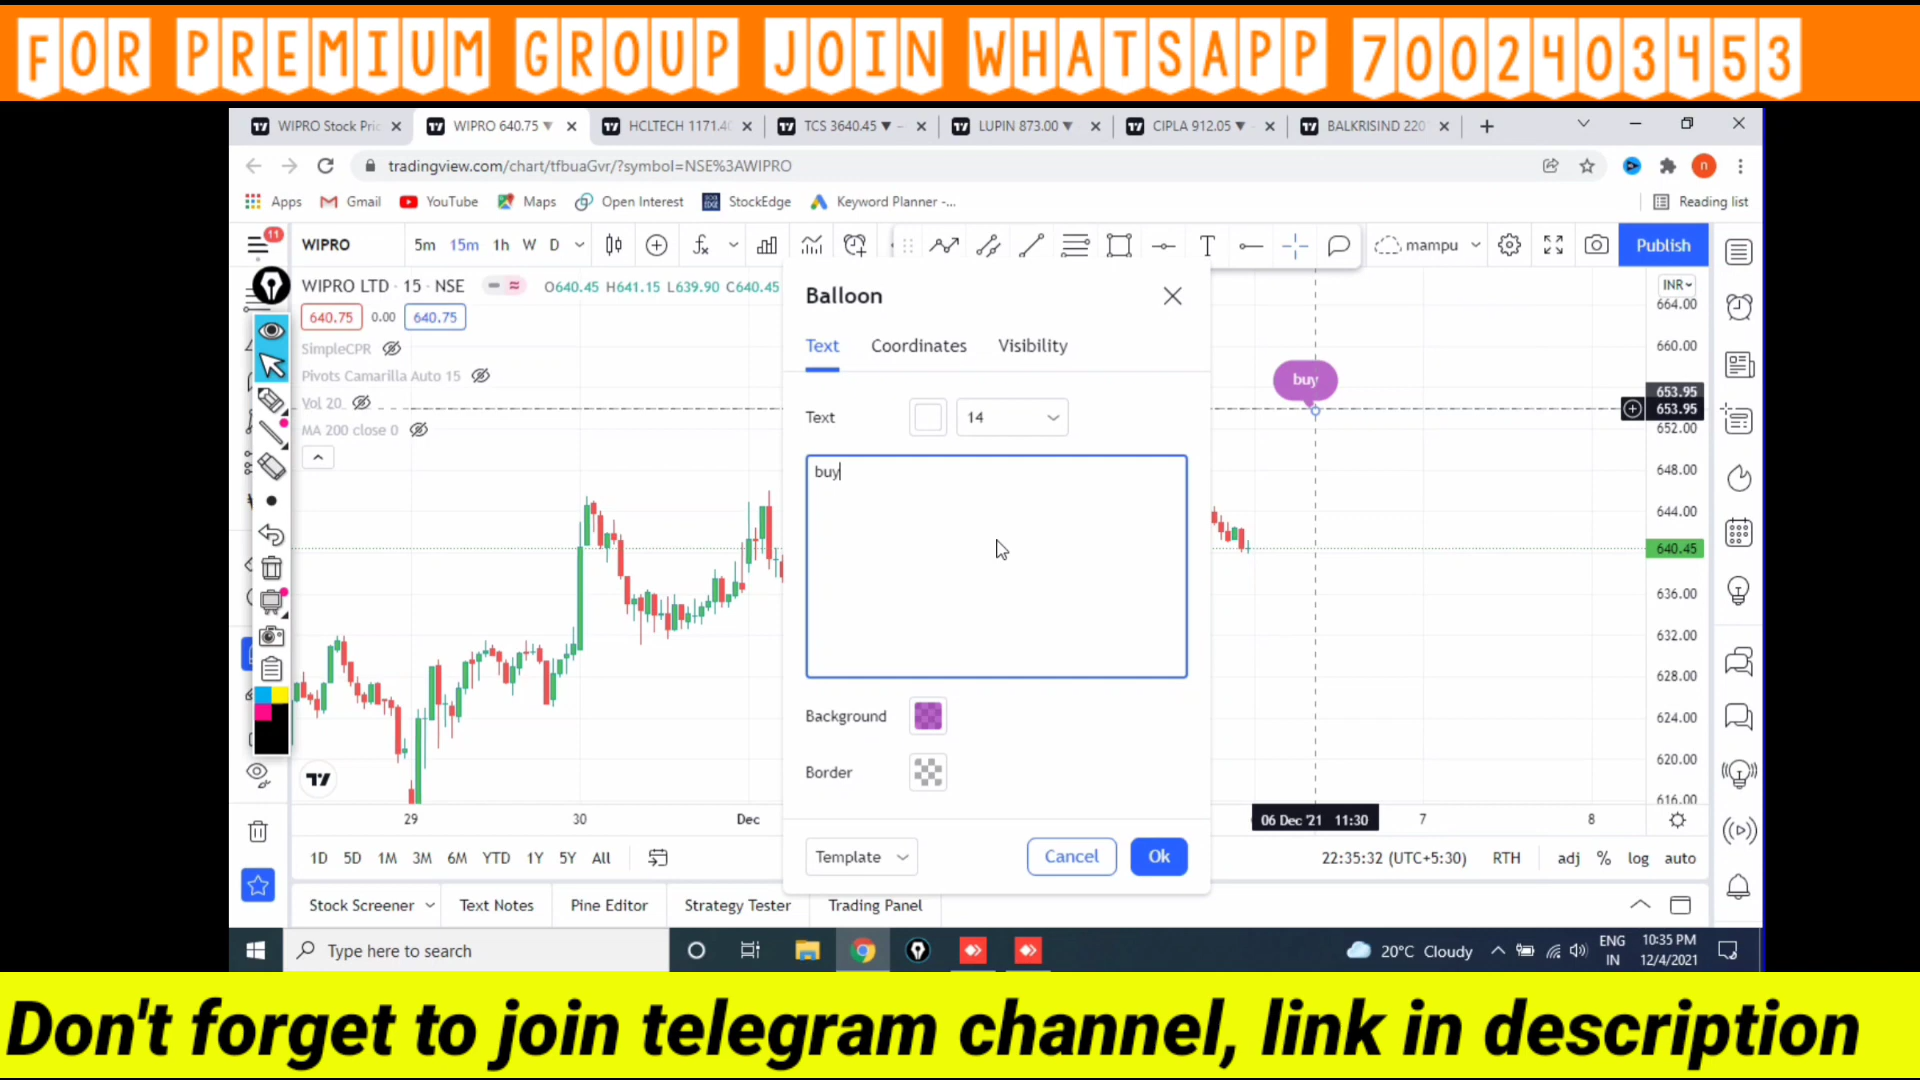 FOR PREMIUM GROUP JOIN WHATSAPP 7002403453
WIPRO Stock Pric
WIPRO 640.75 ▼
HCLTECH 1171.40
TCS 3640.45 ▼ −
LUPIN 873.00 ▼
CIPLA 912.05 ▼
BALKRISIND 220
tradingview.com/chart/tfbuaGvr/?symbol=NSE%3AWIPRO
n
Apps
Gmail
YouTube
Maps
Open Interest
StockEdge
Keyword Planner -...
Reading list
11
WIPRO
5m
15m
1h
W
D
mampu
Publish
WIPRO LTD · 15 · NSE
O640.45 H641.15 L639.90 C640.45
INR
640.75
0.00
640.75
SimpleCPR
Pivots Camarilla Auto 15
Vol 20
MA 200 close 0
Balloon
Text
Coordinates
Visibility
Text
14
buy
Background
Border
Template
Cancel
Ok
buy
664.00
660.00
653.95
653.95
652.00
648.00
644.00
640.45
636.00
632.00
628.00
624.00
620.00
616.00
29
30
Dec
06 Dec '21 11:30
7
8
1D
5D
1M
3M
6M
YTD
1Y
5Y
All
22:35:32 (UTC+5:30)
RTH
adj
%
log
auto
Stock Screener
Text Notes
Pine Editor
Strategy Tester
Trading Panel
Type here to search
20°C Cloudy
ENG
IN
10:35 PM
12/4/2021
Don't forget to join telegram channel, link in description